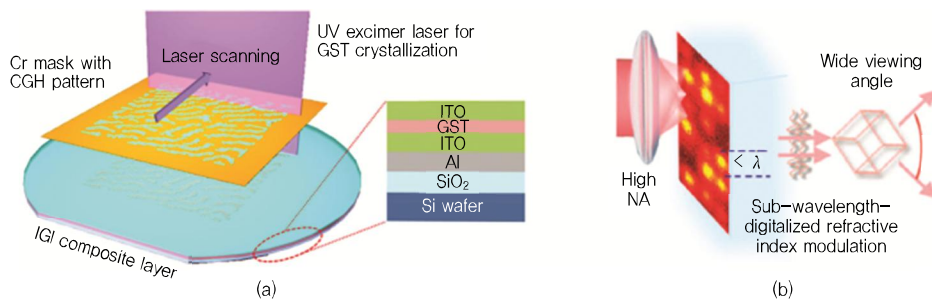 UV excimer laser for
GST crystallization
Laser scanning
Cr mask with
CGH pattern
ITO
GST
ITO
Al
SiO₂
Si wafer
IGI composite layer
(a)
Wide viewing
angle
< λ
High
NA
Sub-wavelength-
digitalized refractive
index modulation
(b)